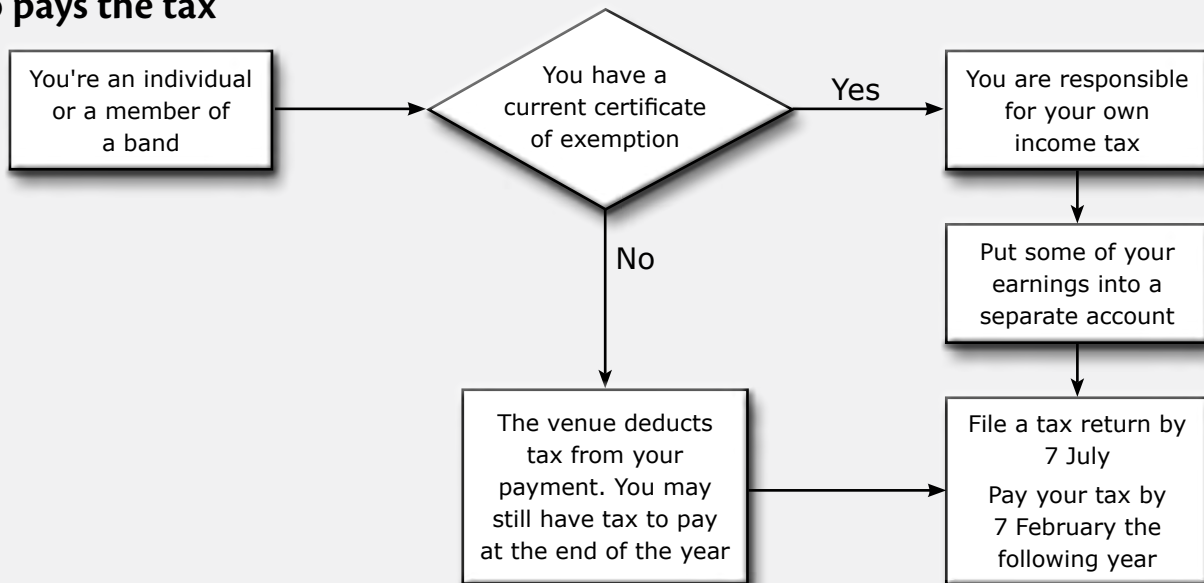 pays the tax
You're an individual
or a member of
a band
You have a
current certificate
of exemption
Yes
You are responsible
for your own
income tax
No
Put some of your
earnings into a
separate account
The venue deducts
tax from your
payment. You may
still have tax to pay
at the end of the year
File a tax return by
7 July
Pay your tax by
7 February the
following year